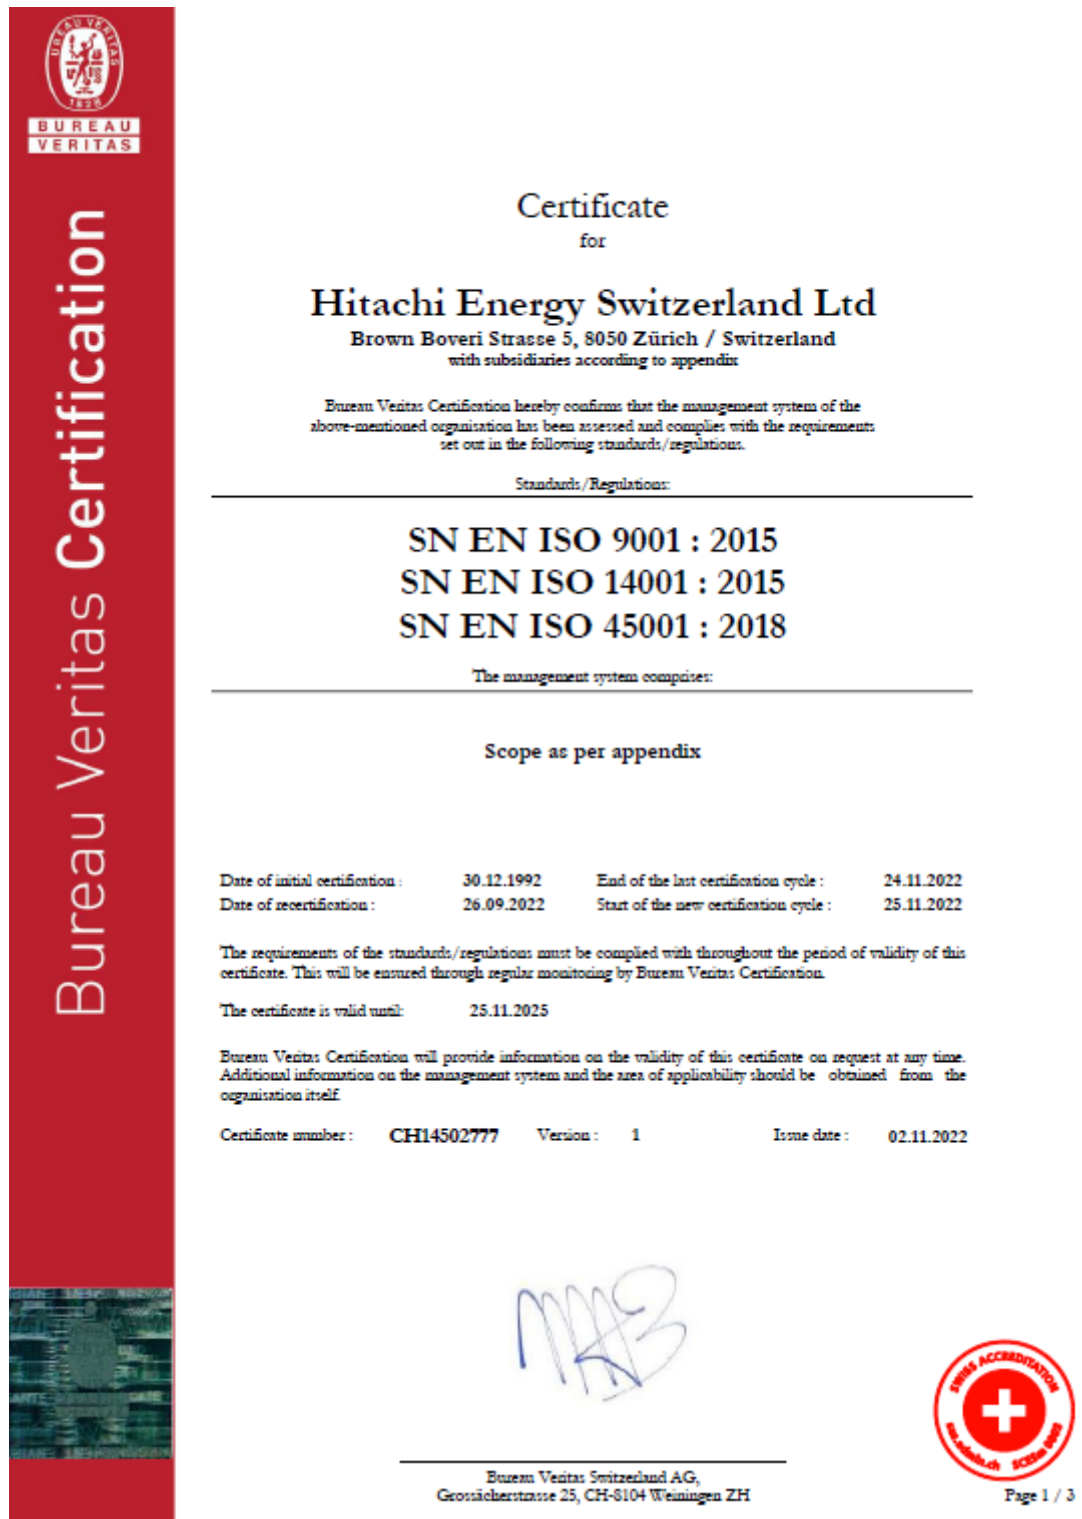 BUREAU VERITAS
1828
BUREAU
VERITAS
Bureau Veritas Certification
Certificate
for
Hitachi Energy Switzerland Ltd
Brown Boveri Strasse 5, 8050 Zürich / Switzerland
with subsidiaries according to appendix
Bureau Veritas Certification hereby confirms that the management system of the
above-mentioned organisation has been assessed and complies with the requirements
set out in the following standards/regulations.
Standards/Regulations:
SN EN ISO 9001 : 2015
SN EN ISO 14001 : 2015
SN EN ISO 45001 : 2018
The management system comprises:
Scope as per appendix
Date of initial certification : 30.12.1992 End of the last certification cycle : 24.11.2022
Date of recertification : 26.09.2022 Start of the new certification cycle : 25.11.2022
The requirements of the standards/regulations must be complied with throughout the period of validity of this
certificate. This will be ensured through regular monitoring by Bureau Veritas Certification.
The certificate is valid until: 25.11.2025
Bureau Veritas Certification will provide information on the validity of this certificate on request at any time.
Additional information on the management system and the area of applicability should be obtained from the
organisation itself.
Certificate number : CH14502777 Version : 1 Issue date : 02.11.2022
SWISS ACCREDITATION
sas.admin.ch SCESm
Bureau Veritas Switzerland AG,
Grossächerstrasse 25, CH-8104 Weiningen ZH
Page 1 / 3